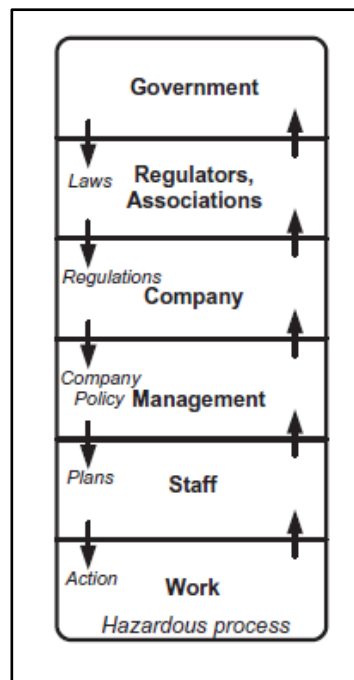 Government
Laws
Regulators,
Associations
Regulations
Company
Company
Policy
Management
Plans
Staff
Action
Work
Hazardous process